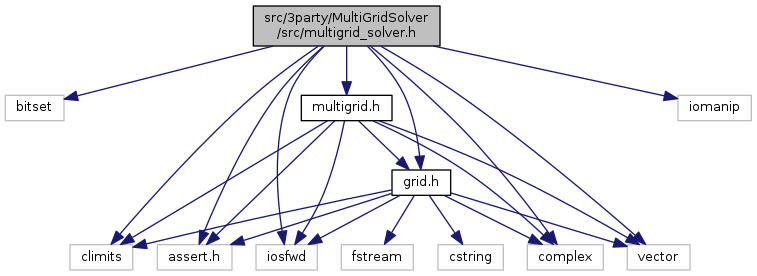 src/3party/MultiGridSolver
/src/multigrid_solver.h
bitset
multigrid.h
iomanip
grid.h
climits
assert.h
iosfwd
fstream
cstring
complex
vector